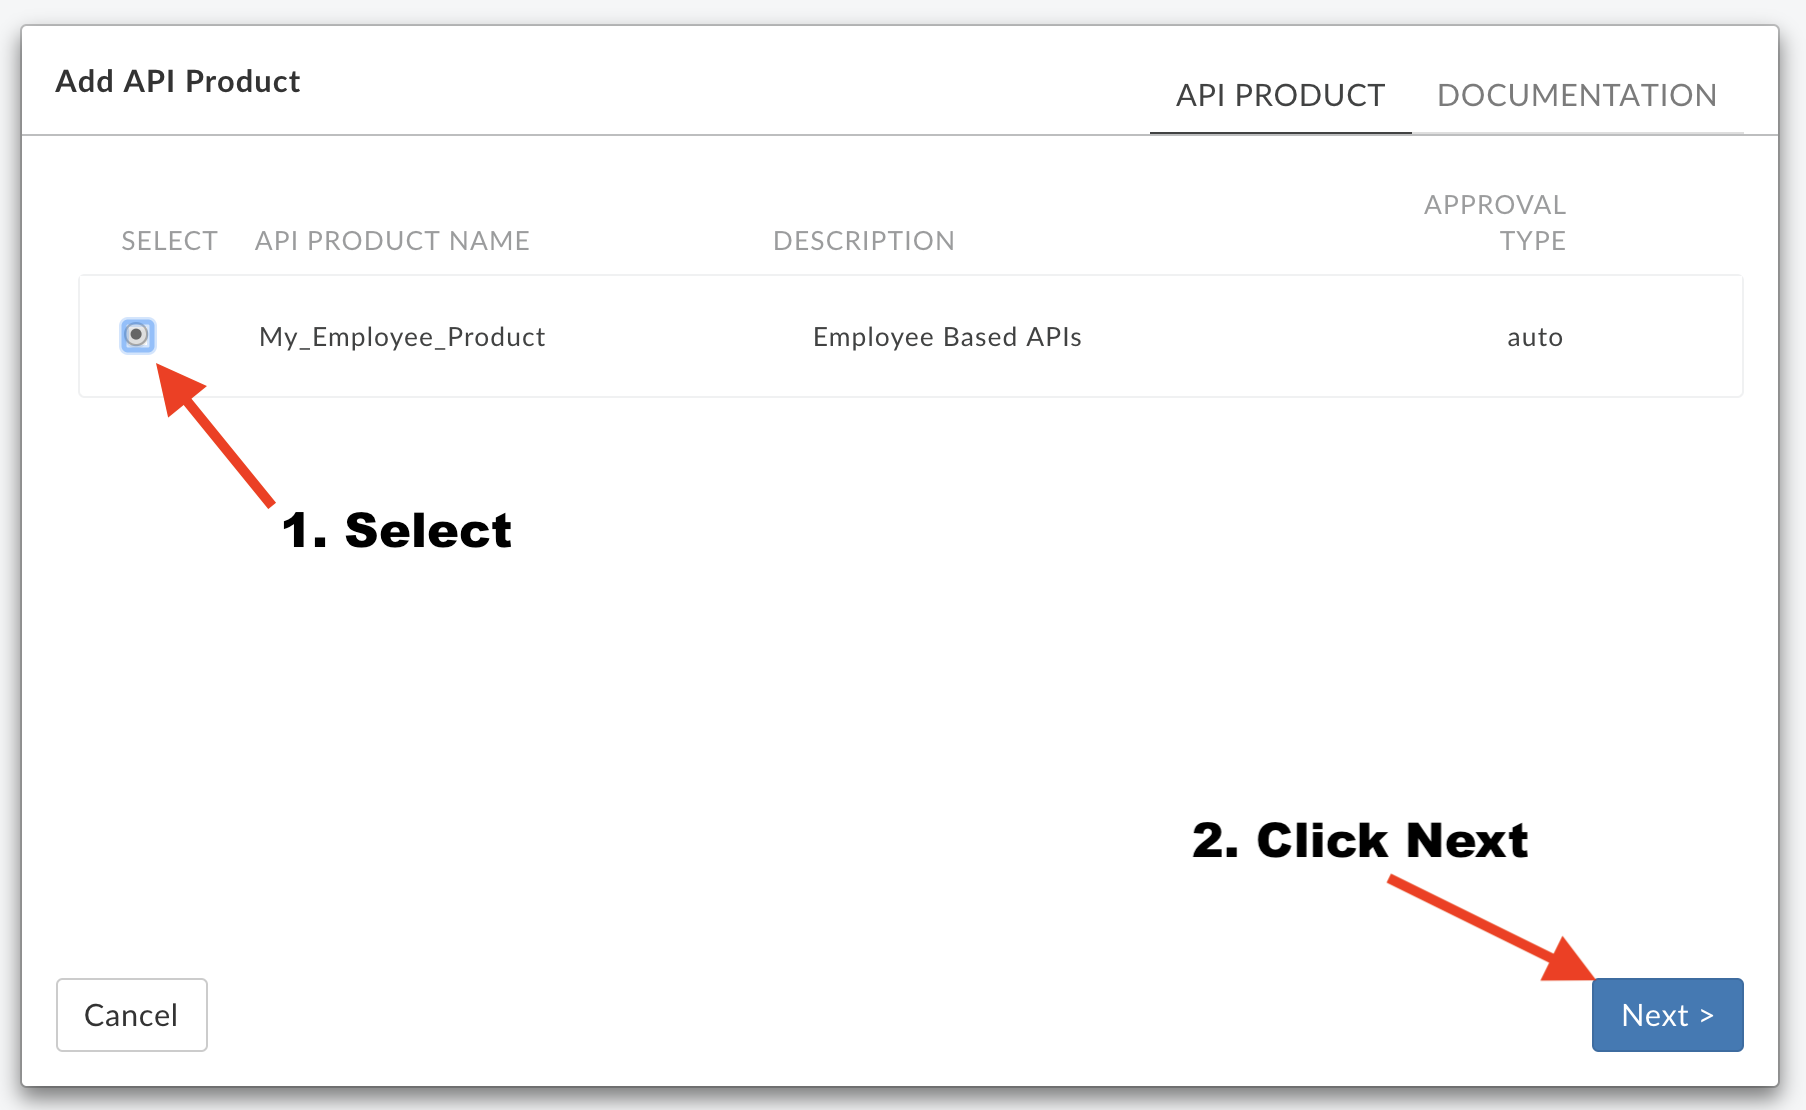 Add API Product
API PRODUCT DOCUMENTATION
SELECT API PRODUCT NAME DESCRIPTION APPROVAL TYPE
My_Employee_Product Employee Based APIs auto
1. Select
2. Click Next
Cancel Next >